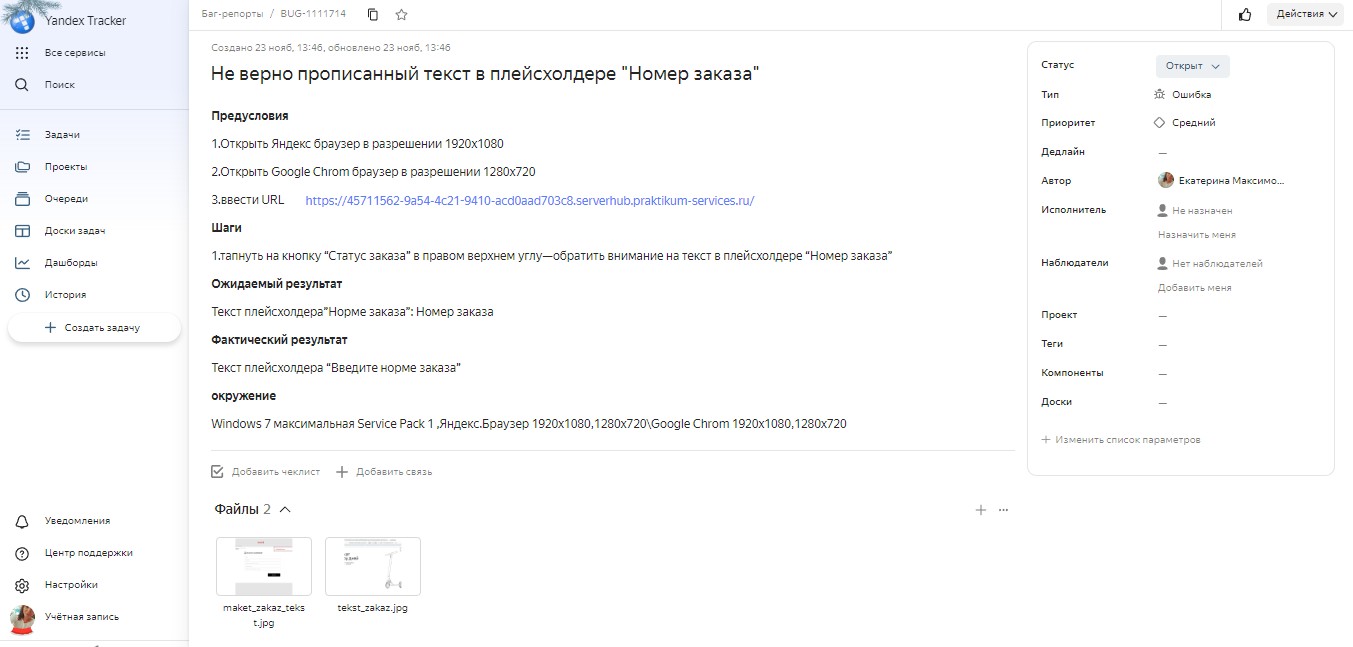 Yandex Tracker
Все сервисы
Поиск
Задачи
Проекты
Очереди
Доски задач
Дашборды
История
Создать задачу
Уведомления
Центр поддержки
Настройки
Учётная запись
Баг-репорты / BUG-1111714
Действия
Создано 23 нояб, 13:46, обновлено 23 нояб, 13:46
Не верно прописанный текст в плейсхолдере "Номер заказа"
Предусловия
1.Открыть Яндекс браузер в разрешении 1920x1080
2.Открыть Google Chrom браузер в разрешении 1280x720
3.ввести URL https://45711562-9a54-4c21-9410-acd0aad703c8.serverhub.praktikum-services.ru/
Шаги
1.тапнуть на кнопку “Статус заказа” в правом верхнем углу—обратить внимание на текст в плейсхолдере “Номер заказа”
Ожидаемый результат
Текст плейсхолдера”Норме заказа”: Номер заказа
Фактический результат
Текст плейсхолдера “Введите норме заказа”
окружение
Windows 7 максимальная Service Pack 1 ,Яндекс.Браузер 1920x1080,1280x720\Google Chrom 1920x1080,1280x720
Добавить чеклист
Добавить связь
Файлы 2
maket_zakaz_teks
t.jpg
tekst_zakaz.jpg
Статус Открыт
Тип Ошибка
Приоритет Средний
Дедлайн —
Автор Екатерина Максимо...
Исполнитель Не назначен
Назначить меня
Наблюдатели Нет наблюдателей
Добавить меня
Проект —
Теги —
Компоненты —
Доски —
Изменить список параметров